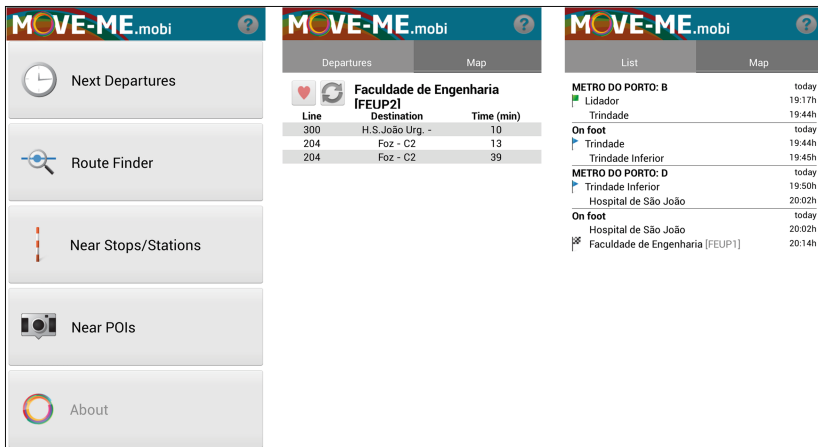 MOVE-ME.mobi ?
Next Departures
Route Finder
Near Stops/Stations
Near POIs
About
MOVE-ME.mobi ?
Departures Map
Faculdade de Engenharia
[FEUP2]
Line Destination Time (min)
300 H.S.João Urg. - 10
204 Foz - C2 13
204 Foz - C2 39
MOVE-ME.mobi ?
List Map
METRO DO PORTO: B today
Lidador 19:17h
Trindade 19:44h
On foot today
Trindade 19:44h
Trindade Inferior 19:45h
METRO DO PORTO: D today
Trindade Inferior 19:50h
Hospital de São João 20:02h
On foot today
Hospital de São João 20:02h
Faculdade de Engenharia [FEUP1] 20:14h